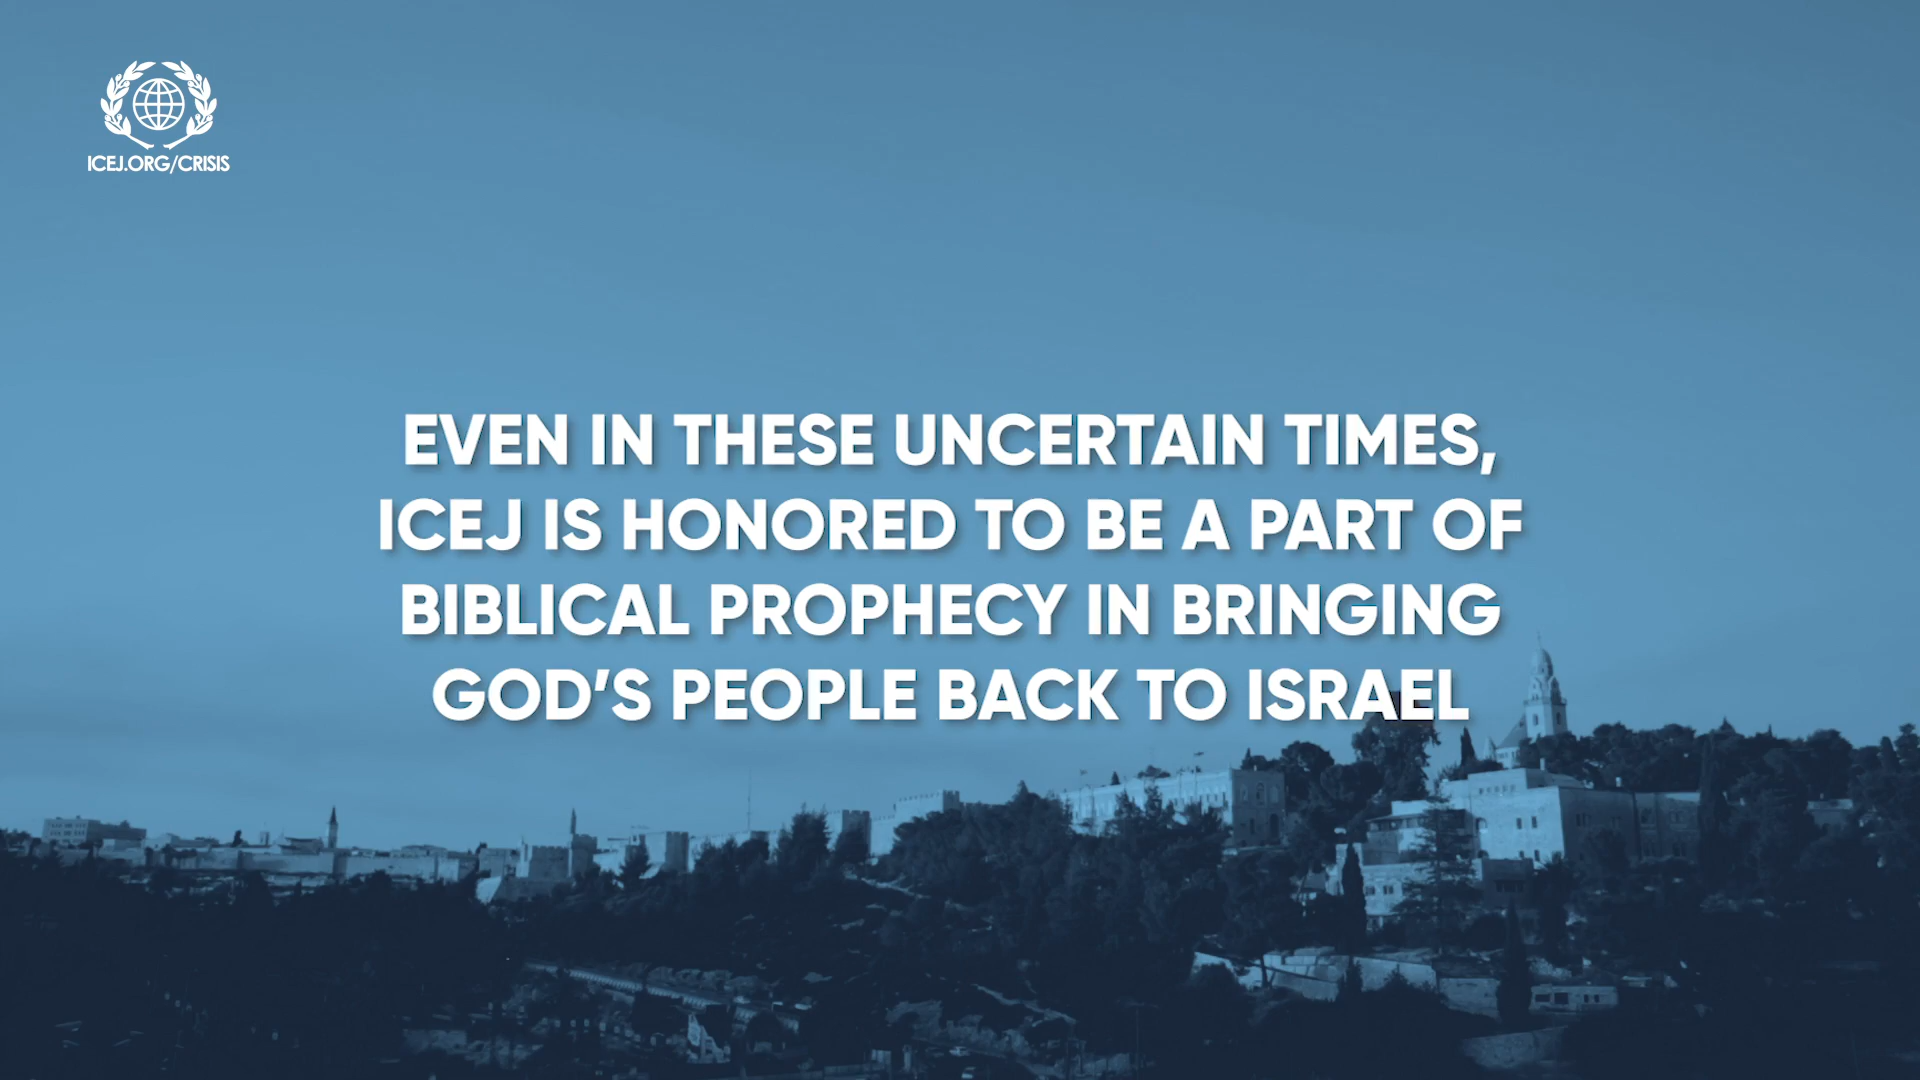 ICEJ.ORG/CRISIS
EVEN IN THESE UNCERTAIN TIMES,
ICEJ IS HONORED TO BE A PART OF
BIBLICAL PROPHECY IN BRINGING
GOD'S PEOPLE BACK TO ISRAEL